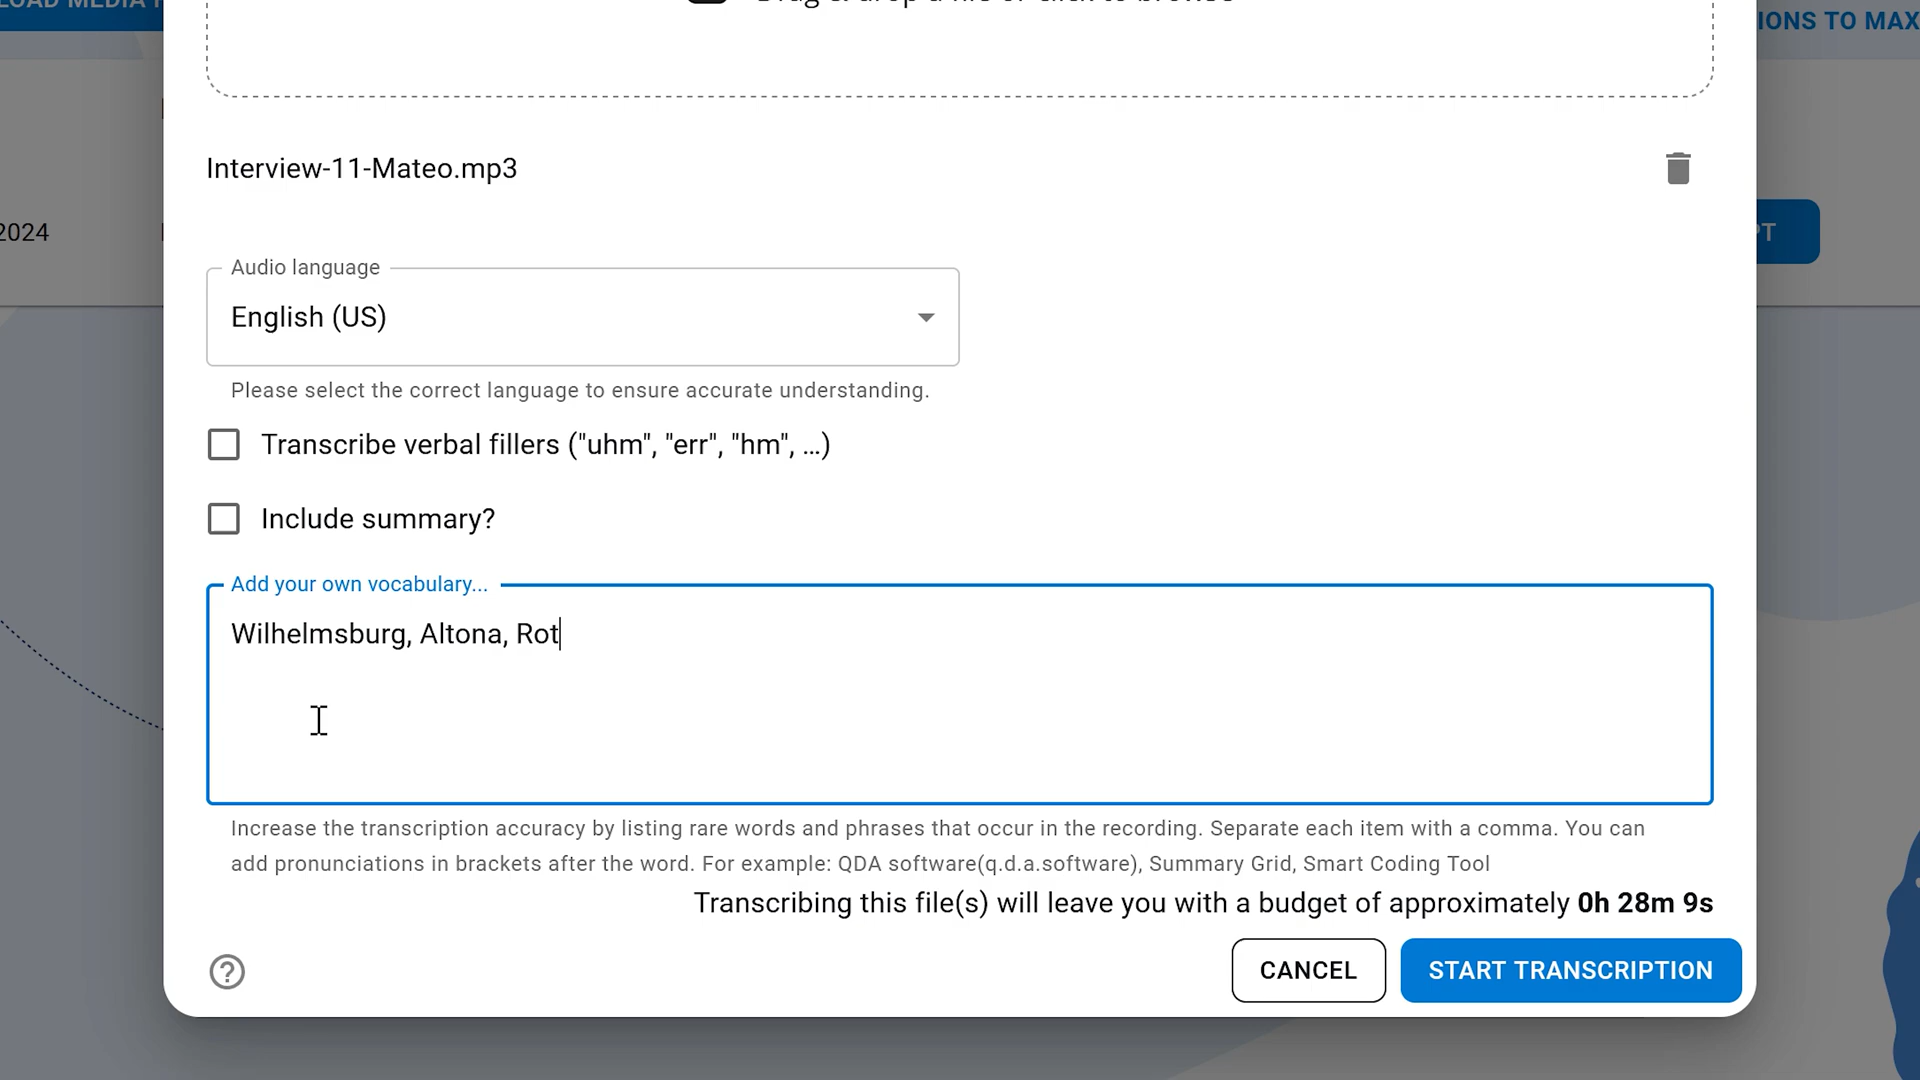 IONS TO MAX
Interview-11-Mateo.mp3
2024
Audio language
English (US)
Please select the correct language to ensure accurate understanding.
Transcribe verbal fillers ("uhm", "err", "hm", ...)
Include summary?
Add your own vocabulary...
Wilhelmsburg, Altona, Rot
Increase the transcription accuracy by listing rare words and phrases that occur in the recording. Separate each item with a comma. You can
add pronunciations in brackets after the word. For example: QDA software(q.d.a.software), Summary Grid, Smart Coding Tool
Transcribing this file(s) will leave you with a budget of approximately 0h 28m 9s
CANCEL
START TRANSCRIPTION